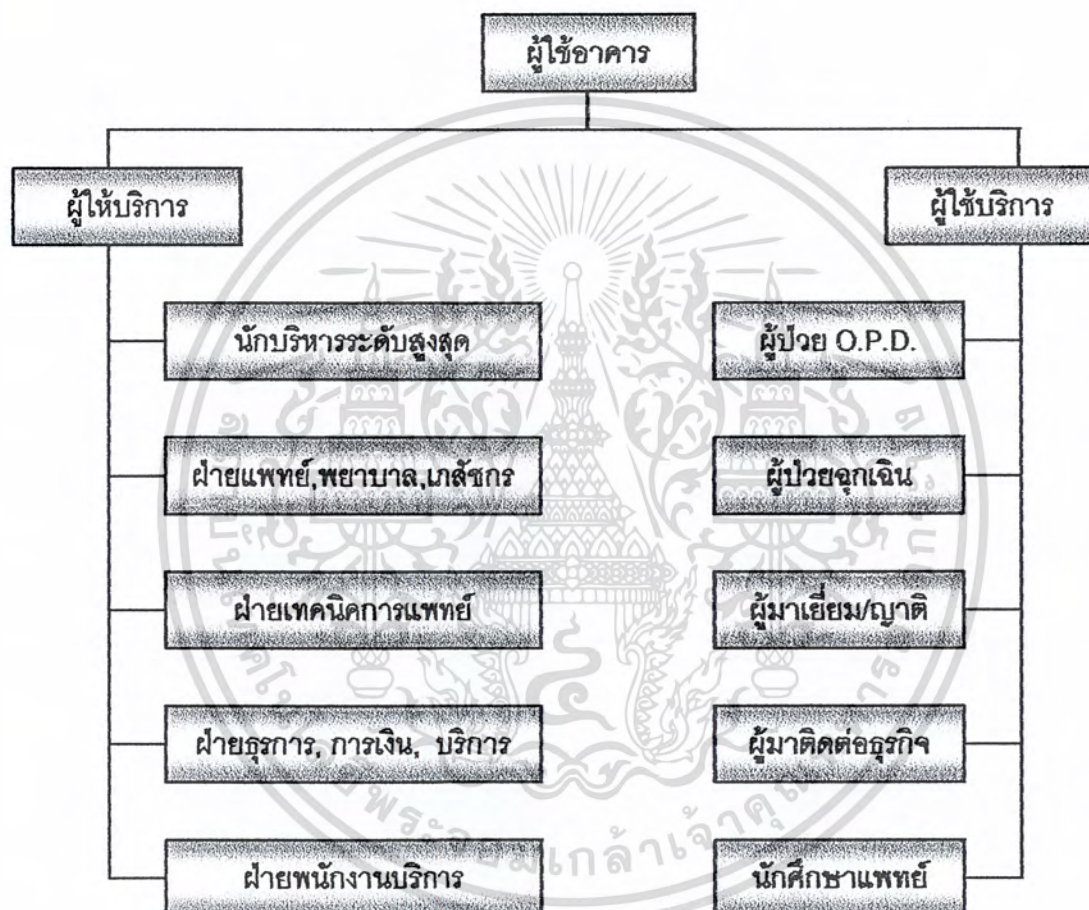 ผู้ใช้อาคาร
ผู้ให้บริการ
ผู้ใช้บริการ
นักบริหารระดับสูงสุด
ผู้ป่วย O.P.D.
ฝ่ายแพทย์,พยาบาล,เภสัชกร
ผู้ป่วยฉุกเฉิน
ฝ่ายเทคนิคการแพทย์
ผู้มาเยี่ยม/ญาติ
ฝ่ายธุรการ, การเงิน, บริการ
ผู้มาติดต่อธุรกิจ
ฝ่ายพนักงานบริการ
นักศึกษาแพทย์